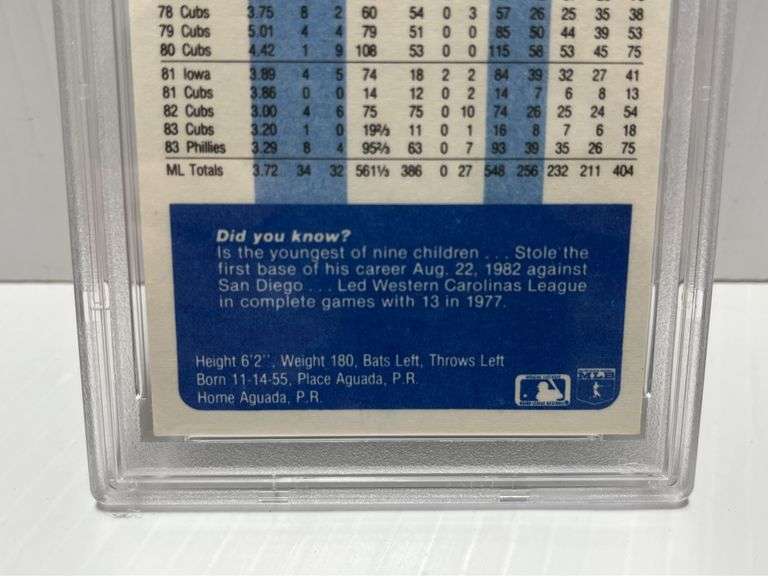 78 Cubs 3.75 8 2 60 54 0 3 57 26 25 35 38
79 Cubs 5.01 4 4 79 51 0 0 85 50 44 39 53
80 Cubs 4.42 1 9 108 53 0 0 115 58 53 45 75
81 Iowa 3.89 4 5 74 18 2 2 84 39 32 27 41
81 Cubs 3.86 0 0 14 12 0 2 14 7 6 8 13
82 Cubs 3.00 4 6 75 75 0 10 74 26 25 24 54
83 Cubs 3.20 1 0 19⅔ 11 0 1 16 8 7 6 18
83 Phillies 3.29 8 4 95⅔ 63 0 7 93 39 35 26 75
ML Totals 3.72 34 32 561⅓ 386 0 27 548 256 232 211 404
Did you know?
Is the youngest of nine children . . . Stole the
first base of his career Aug. 22, 1982 against
San Diego . . . Led Western Carolinas League
in complete games with 13 in 1977.
Height 6'2", Weight 180, Bats Left, Throws Left
Born 11-14-55, Place Aguada, P.R.
Home Aguada, P.R.
MLB